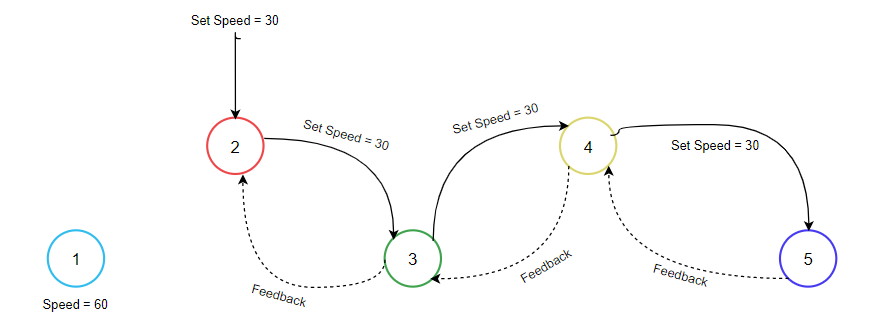 Set Speed = 30
Set Speed = 30
Set Speed = 30
2
4
Set Speed = 30
1
Speed = 60
3
5
Feedback
Feedback
Feedback